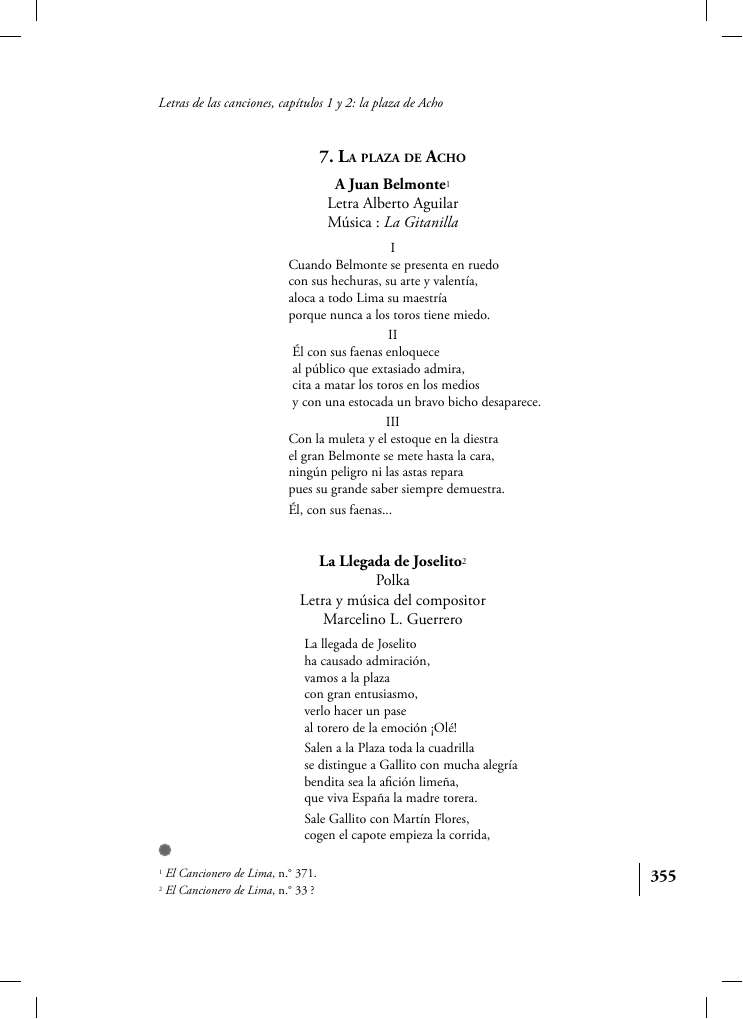 Letras de las canciones, capítulos 1 y 2: la plaza de Acho
7. La plaza de Acho
A Juan Belmonte1
Letra Alberto Aguilar
Música : La Gitanilla
I
Cuando Belmonte se presenta en ruedo
con sus hechuras, su arte y valentía,
aloca a todo Lima su maestría
porque nunca a los toros tiene miedo.
II
Él con sus faenas enloquece
al público que extasiado admira,
cita a matar los toros en los medios
y con una estocada un bravo bicho desaparece.
III
Con la muleta y el estoque en la diestra
el gran Belmonte se mete hasta la cara,
ningún peligro ni las astas repara
pues su grande saber siempre demuestra.
Él, con sus faenas...
La Llegada de Joselito2
Polka
Letra y música del compositor
Marcelino L. Guerrero
La llegada de Joselito
ha causado admiración,
vamos a la plaza
con gran entusiasmo,
verlo hacer un pase
al torero de la emoción ¡Olé!
Salen a la Plaza toda la cuadrilla
se distingue a Gallito con mucha alegría
bendita sea la afición limeña,
que viva España la madre torera.
Sale Gallito con Martín Flores,
cogen el capote empieza la corrida,
1 El Cancionero de Lima, n.° 371.
2 El Cancionero de Lima, n.° 33 ?
355